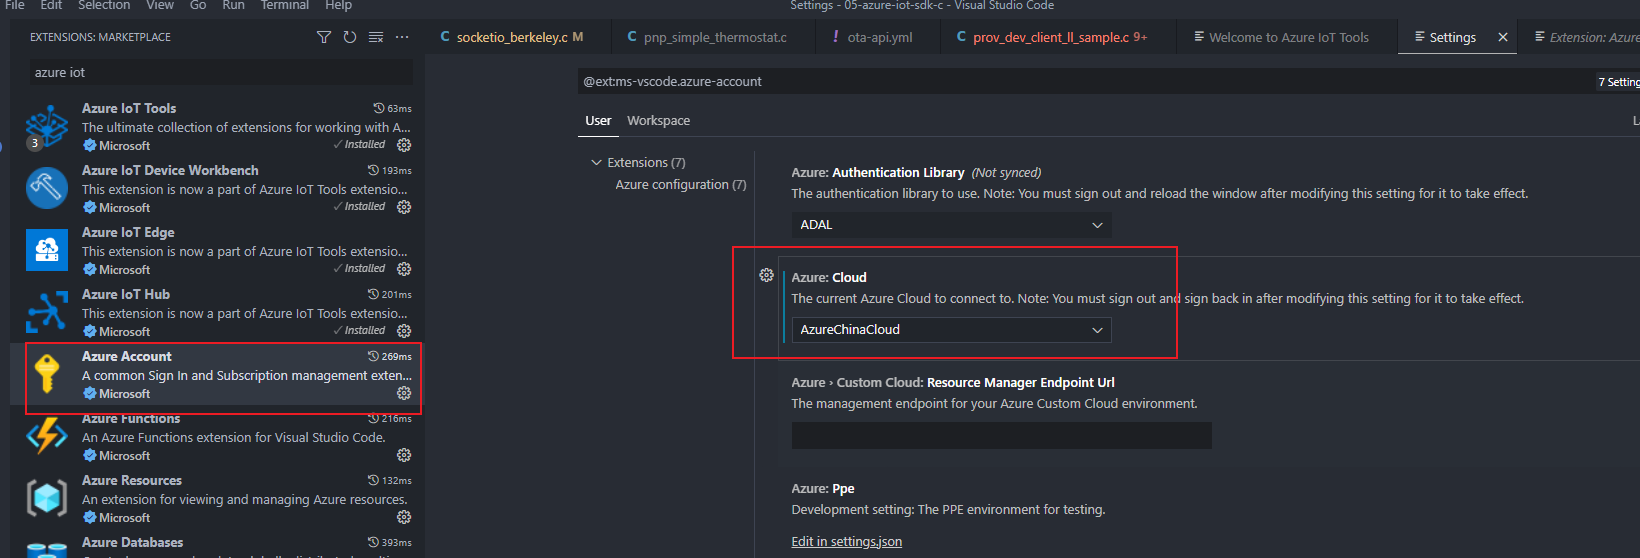 File Edit Selection View Go Run Terminal Help
Settings - 05-azure-iot-sdk-c - Visual Studio Code
EXTENSIONS: MARKETPLACE
azure iot
Azure IoT Tools 63ms
The ultimate collection of extensions for working with A...
3 Microsoft Installed
Azure IoT Device Workbench 193ms
This extension is now a part of Azure IoT Tools extensio...
Microsoft Installed
Azure IoT Edge
This extension is now a part of Azure IoT Tools extensio...
Microsoft Installed
Azure IoT Hub 201ms
This extension is now a part of Azure IoT Tools extensio...
Microsoft Installed
Azure Account 269ms
A common Sign In and Subscription management exten...
Microsoft
Azure Functions 216ms
An Azure Functions extension for Visual Studio Code.
Microsoft
Azure Resources 132ms
An extension for viewing and managing Azure resources.
Microsoft
Azure Databases 393ms
socketio_berkeley.c M
pnp_simple_thermostat.c
ota-api.yml
prov_dev_client_ll_sample.c 9+
Welcome to Azure IoT Tools
Settings
Extension: Azure
@ext:ms-vscode.azure-account
7 Setting
User Workspace
Extensions (7)
Azure configuration (7)
Azure: Authentication Library (Not synced)
The authentication library to use. Note: You must sign out and reload the window after modifying this setting for it to take effect.
ADAL
Azure: Cloud
The current Azure Cloud to connect to. Note: You must sign out and sign back in after modifying this setting for it to take effect.
AzureChinaCloud
Azure › Custom Cloud: Resource Manager Endpoint Url
The management endpoint for your Azure Custom Cloud environment.
Azure: Ppe
Development setting: The PPE environment for testing.
Edit in settings.json